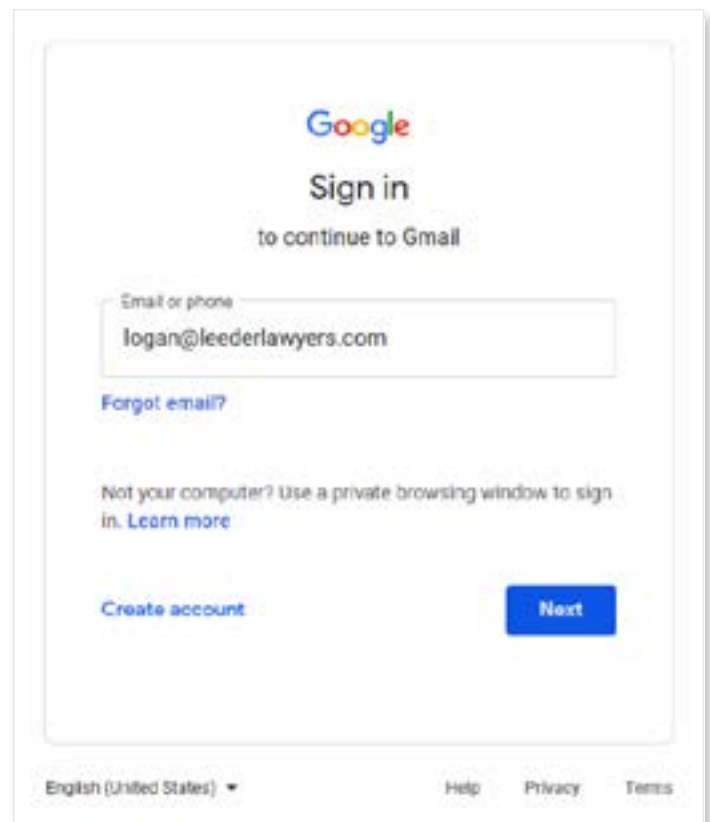 Google
Sign in
to continue to Gmail
Email or phone
logan@leederlawyers.com
Forgot email?
Not your computer? Use a private browsing window to sign
in. Learn more
Create account
Next
English (United States)
Help Privacy Terms